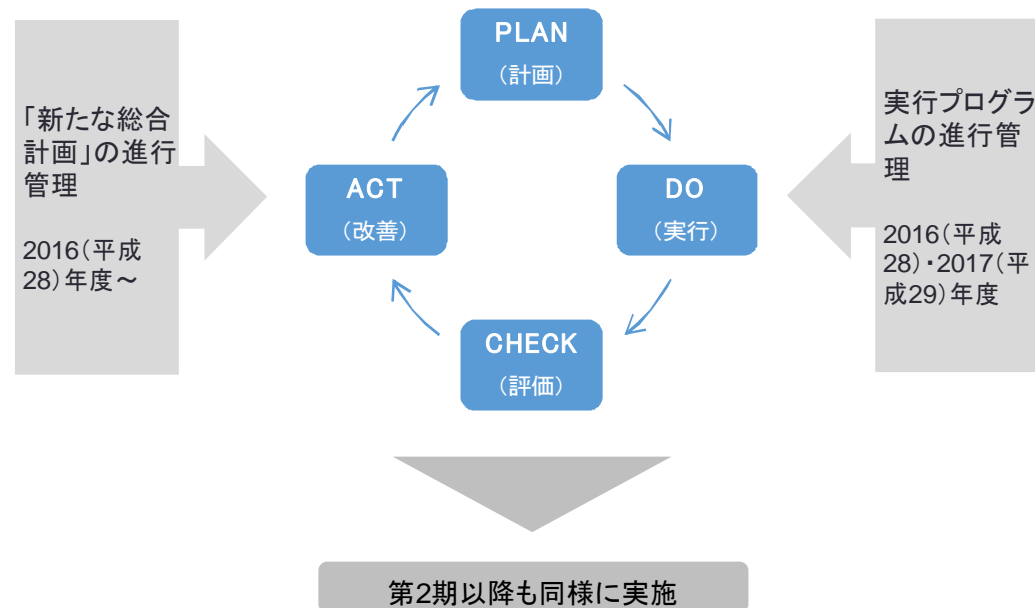 PLAN
（計画）
「新たな総合
計画」の進行
管理
2016（平成
28）年度～
ACT
（改善）
DO
（実行）
実行プログラ
ムの進行管
理
2016（平成
28）・2017（平
成29）年度
CHECK
（評価）
第2期以降も同様に実施